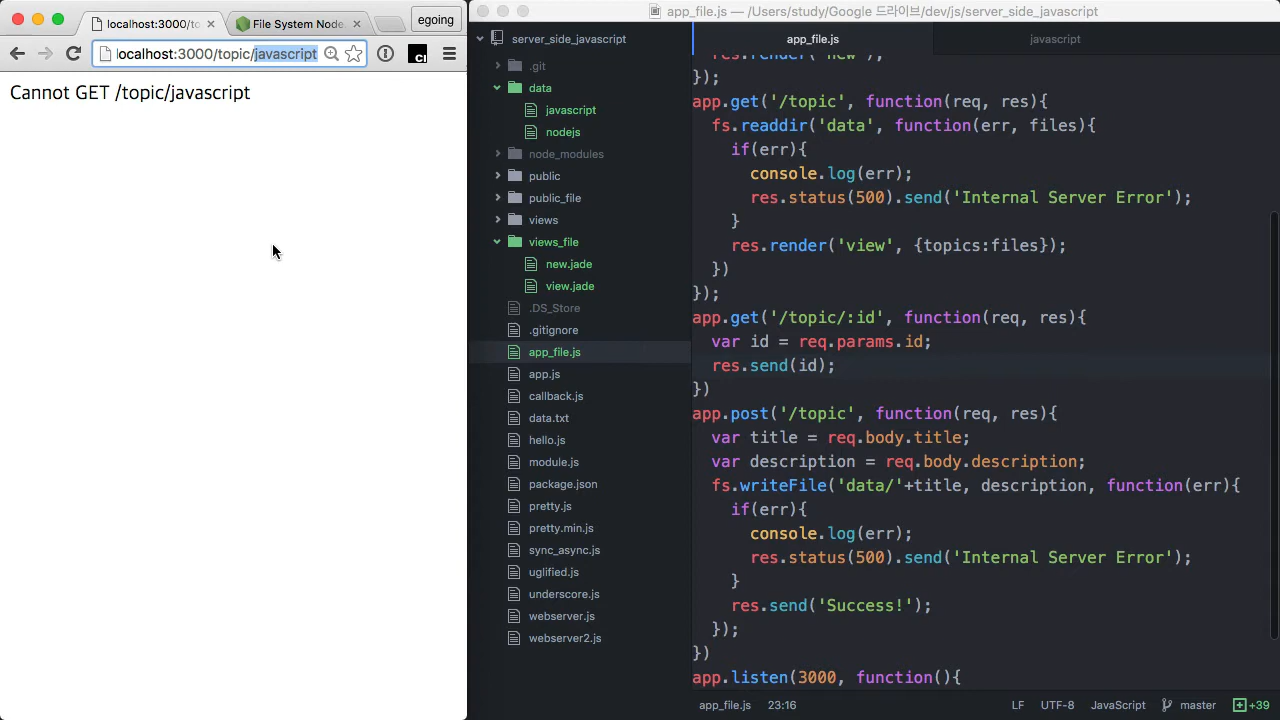 localhost:3000/to
File System Node
egoing
localhost:3000/topic/javascript
Cannot GET /topic/javascript
app_file.js — /Users/study/Google 드라이브/dev/js/server_side_javascript
server_side_javascript
.git
data
javascript
nodejs
node_modules
public
public_file
views
views_file
new.jade
view.jade
.DS_Store
.gitignore
app_file.js
app.js
callback.js
data.txt
hello.js
module.js
package.json
pretty.js
pretty.min.js
sync_async.js
uglified.js
underscore.js
webserver.js
webserver2.js
app_file.js
javascript
res.render('new');
});
app.get('/topic', function(req, res){
fs.readdir('data', function(err, files){
if(err){
console.log(err);
res.status(500).send('Internal Server Error');
}
res.render('view', {topics:files});
})
});
app.get('/topic/:id', function(req, res){
var id = req.params.id;
res.send(id);
})
app.post('/topic', function(req, res){
var title = req.body.title;
var description = req.body.description;
fs.writeFile('data/'+title, description, function(err){
if(err){
console.log(err);
res.status(500).send('Internal Server Error');
}
res.send('Success!');
});
})
app.listen(3000, function(){
app_file.js
23:16
LF
UTF-8
JavaScript
master
+39